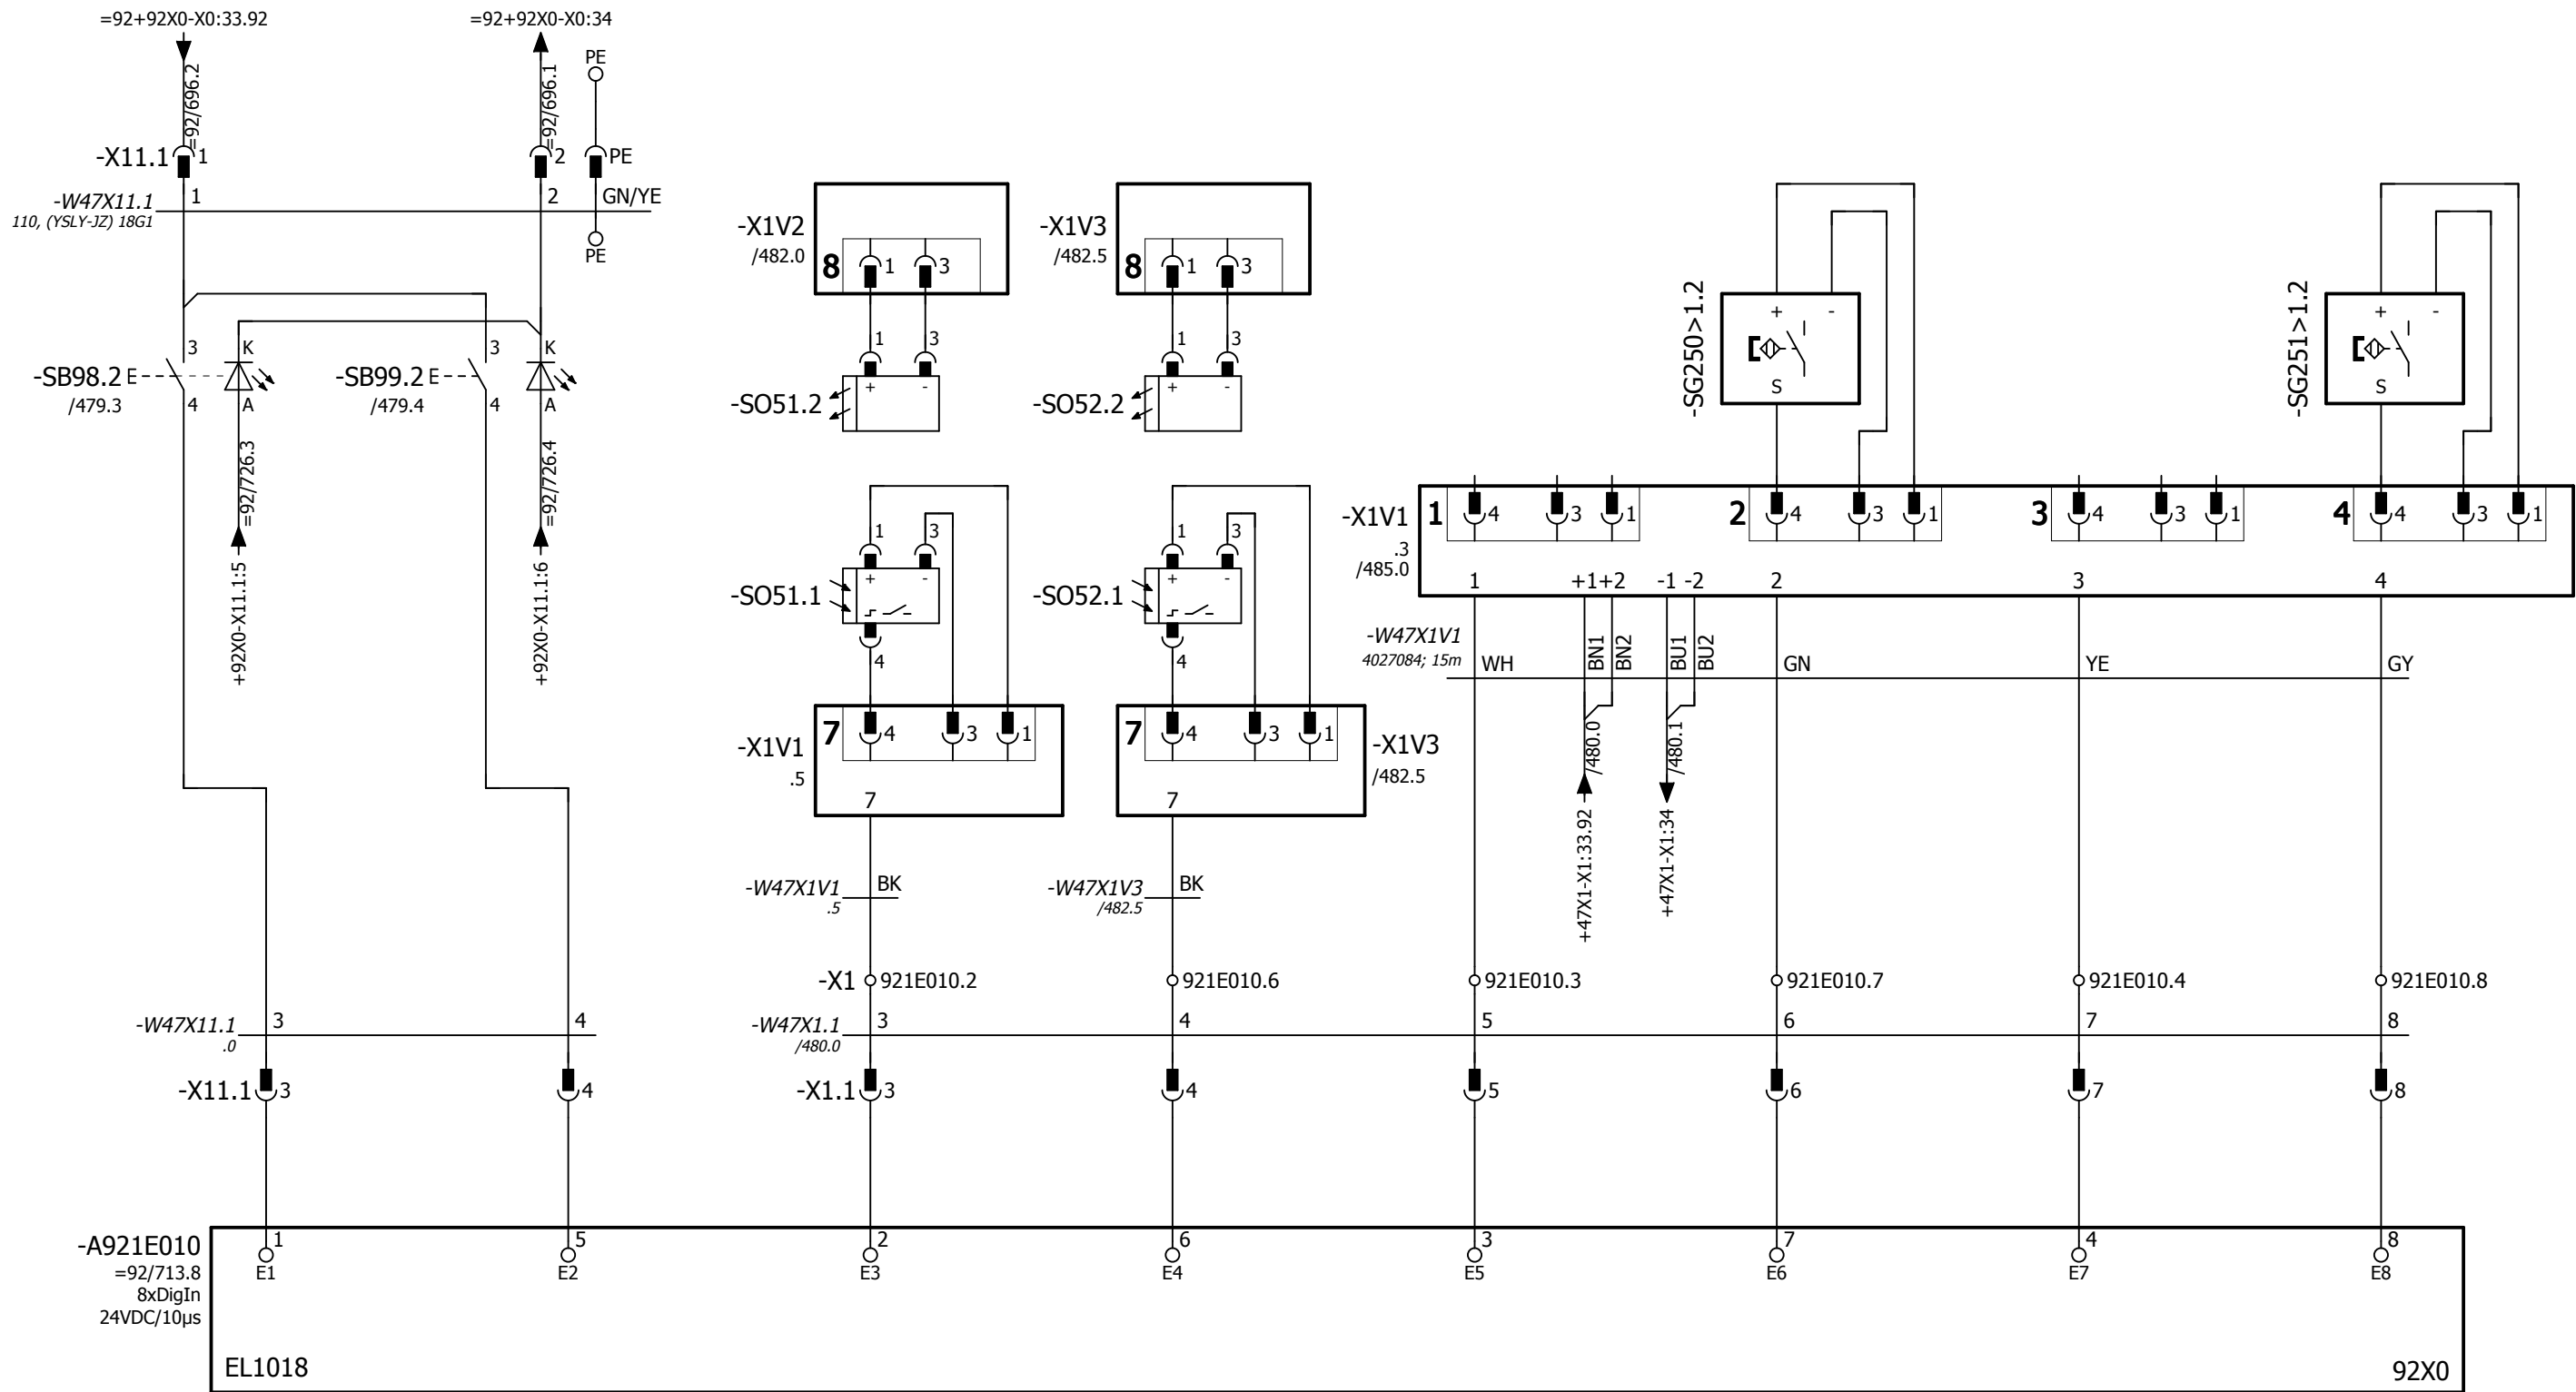 =92+92X0-X0:33.92
=92+92X0-X0:34
=92/696.2
=92/696.1
PE
-X11.1
1
2
PE
-W47X11.1
110, (YSLY-JZ) 18G1
1
2
GN/YE
PE
-X1V2
/482.0
8
1
3
-X1V3
/482.5
8
1
3
1
3
1
3
-SO51.2
+
-
-SO52.2
+
-
-SB98.2
/479.3
E
3
4
K
A
-SB99.2
/479.4
E
3
4
K
A
=92/726.3
=92/726.4
+92X0-X11.1:5
+92X0-X11.1:6
-SG250>1.2
+
-
S
-SG251>1.2
+
-
S
1
3
1
3
-SO51.1
+
-
4
-SO52.1
+
-
4
-X1V1
.3
/485.0
1
4
3
1
2
4
3
1
3
4
3
1
4
4
3
1
1
+1
+2
-1
-2
2
3
4
-W47X1V1
4027084; 15m
WH
BN1
BN2
BU1
BU2
GN
YE
GY
-X1V1
.5
7
4
3
1
7
7
4
3
1
7
-X1V3
/482.5
/480.0
/480.1
+47X1-X1:33.92
+47X1-X1:34
-W47X1V1
.5
BK
-W47X1V3
/482.5
BK
-X1
921E010.2
921E010.6
921E010.3
921E010.7
921E010.4
921E010.8
-W47X11.1
.0
3
4
-W47X1.1
/480.0
3
4
5
6
7
8
-X11.1
3
4
-X1.1
3
4
5
6
7
8
-A921E010
=92/713.8
8xDigIn
24VDC/10µs
1
5
2
6
3
7
4
8
E1
E2
E3
E4
E5
E6
E7
E8
EL1018
92X0